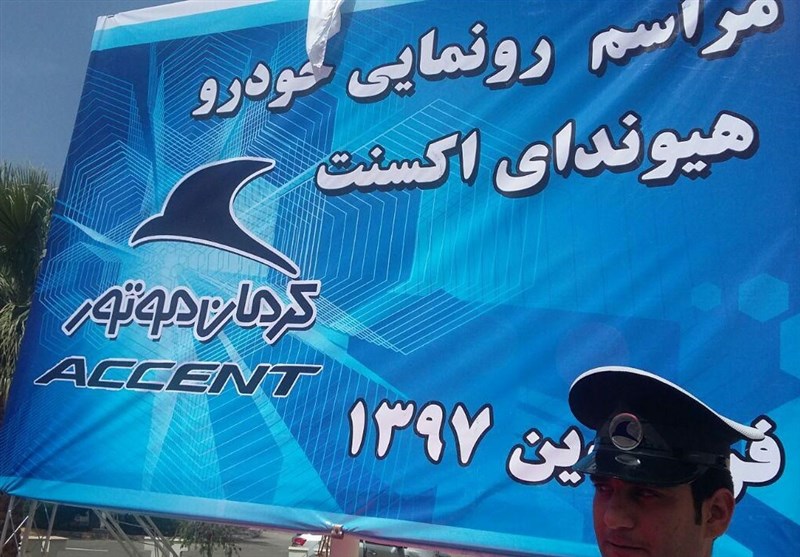 مراسم رونمایی خودرو
هیوندای اکسنت
کرمان موتور
ACCENT
۱۳۹۷